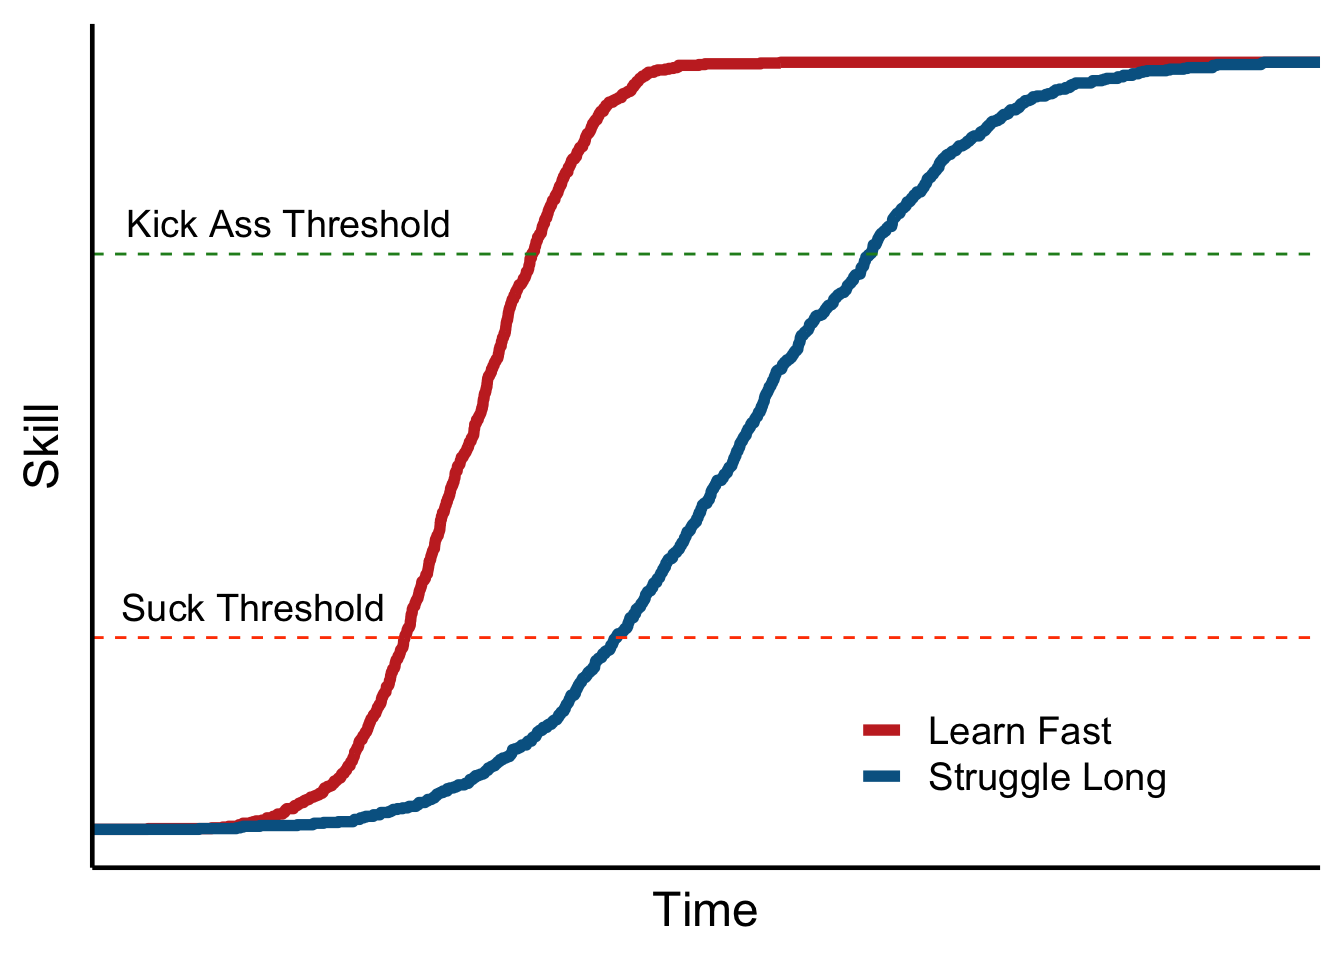 Kick Ass Threshold
Skill
Suck Threshold
Learn Fast
Struggle Long
Time